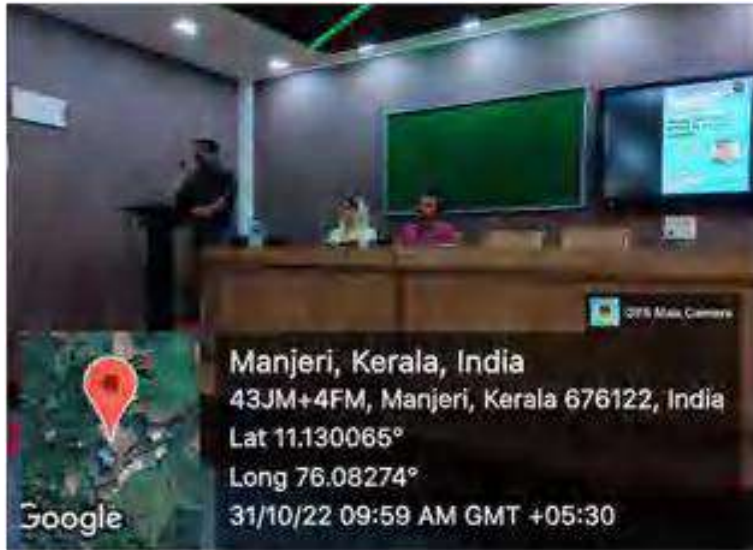 GPS Map Camera
Manjeri, Kerala, India
43JM+4FM, Manjeri, Kerala 676122, India
Lat 11.130065°
Long 76.08274°
31/10/22 09:59 AM GMT +05:30
Google